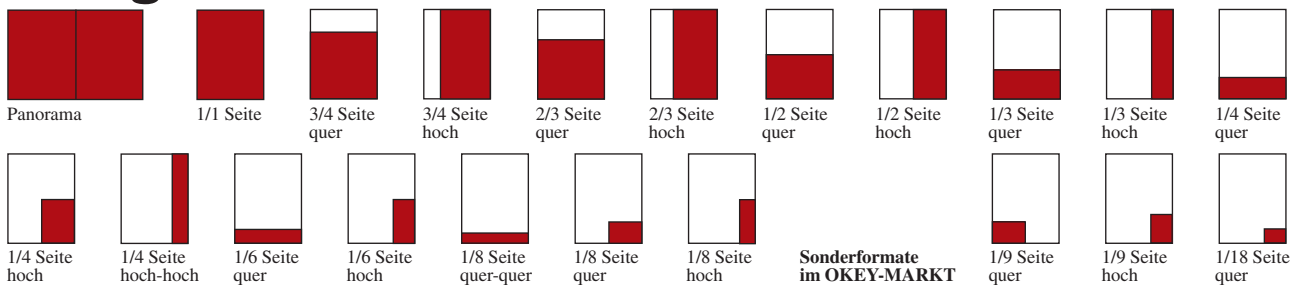 Panorama
1/1 Seite
3/4 Seite
quer
3/4 Seite
hoch
2/3 Seite
quer
2/3 Seite
hoch
1/2 Seite
quer
1/2 Seite
hoch
1/3 Seite
quer
1/3 Seite
hoch
1/4 Seite
quer
1/4 Seite
hoch
1/4 Seite
hoch-hoch
1/6 Seite
quer
1/6 Seite
hoch
1/8 Seite
quer-quer
1/8 Seite
quer
1/8 Seite
hoch
Sonderformate
im OKEY-MARKT
1/9 Seite
quer
1/9 Seite
hoch
1/18 Seite
quer